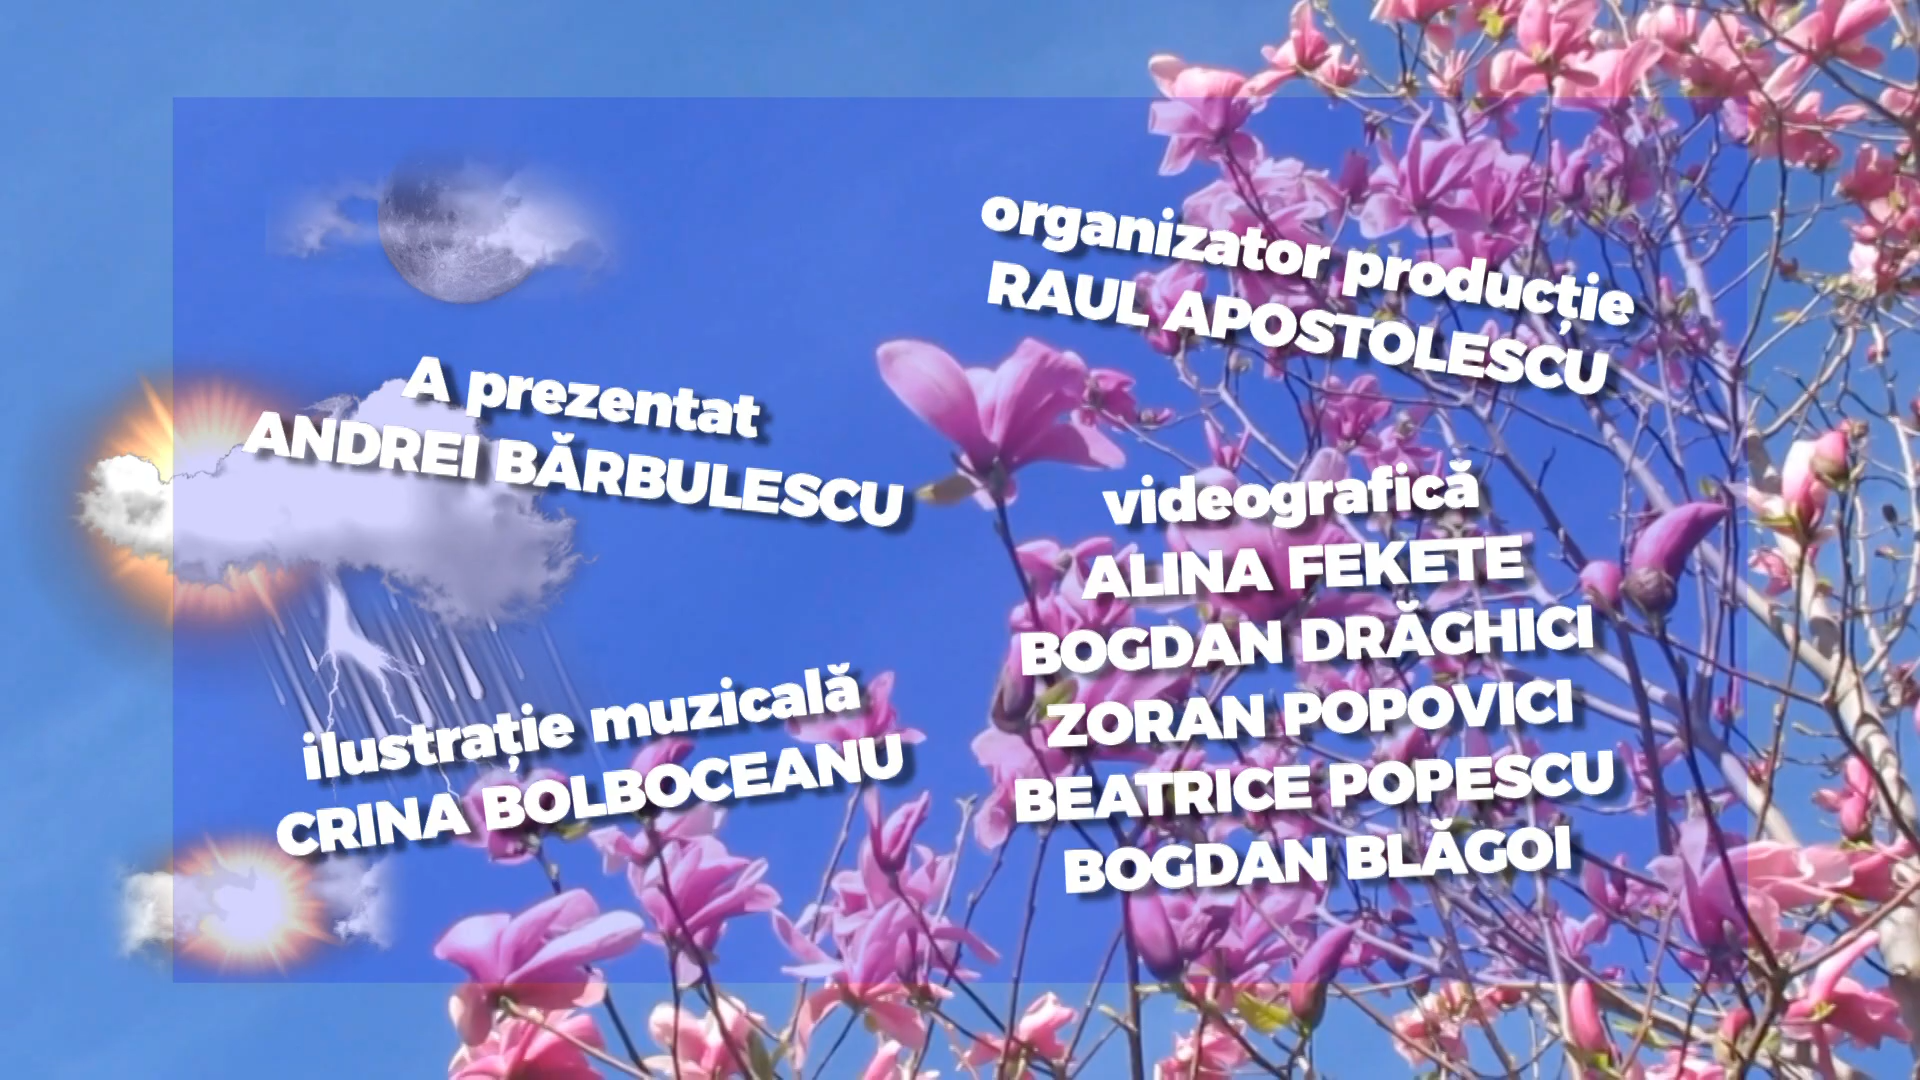 A prezentat
ANDREI BĂRBULESCU
ilustrație muzicală
CRINA BOLBOCEANU
organizator producție
RAUL APOSTOLESCU
videografică
ALINA FEKETE
BOGDAN DRĂGHICI
ZORAN POPOVICI
BEATRICE POPESCU
BOGDAN BLĂGOI